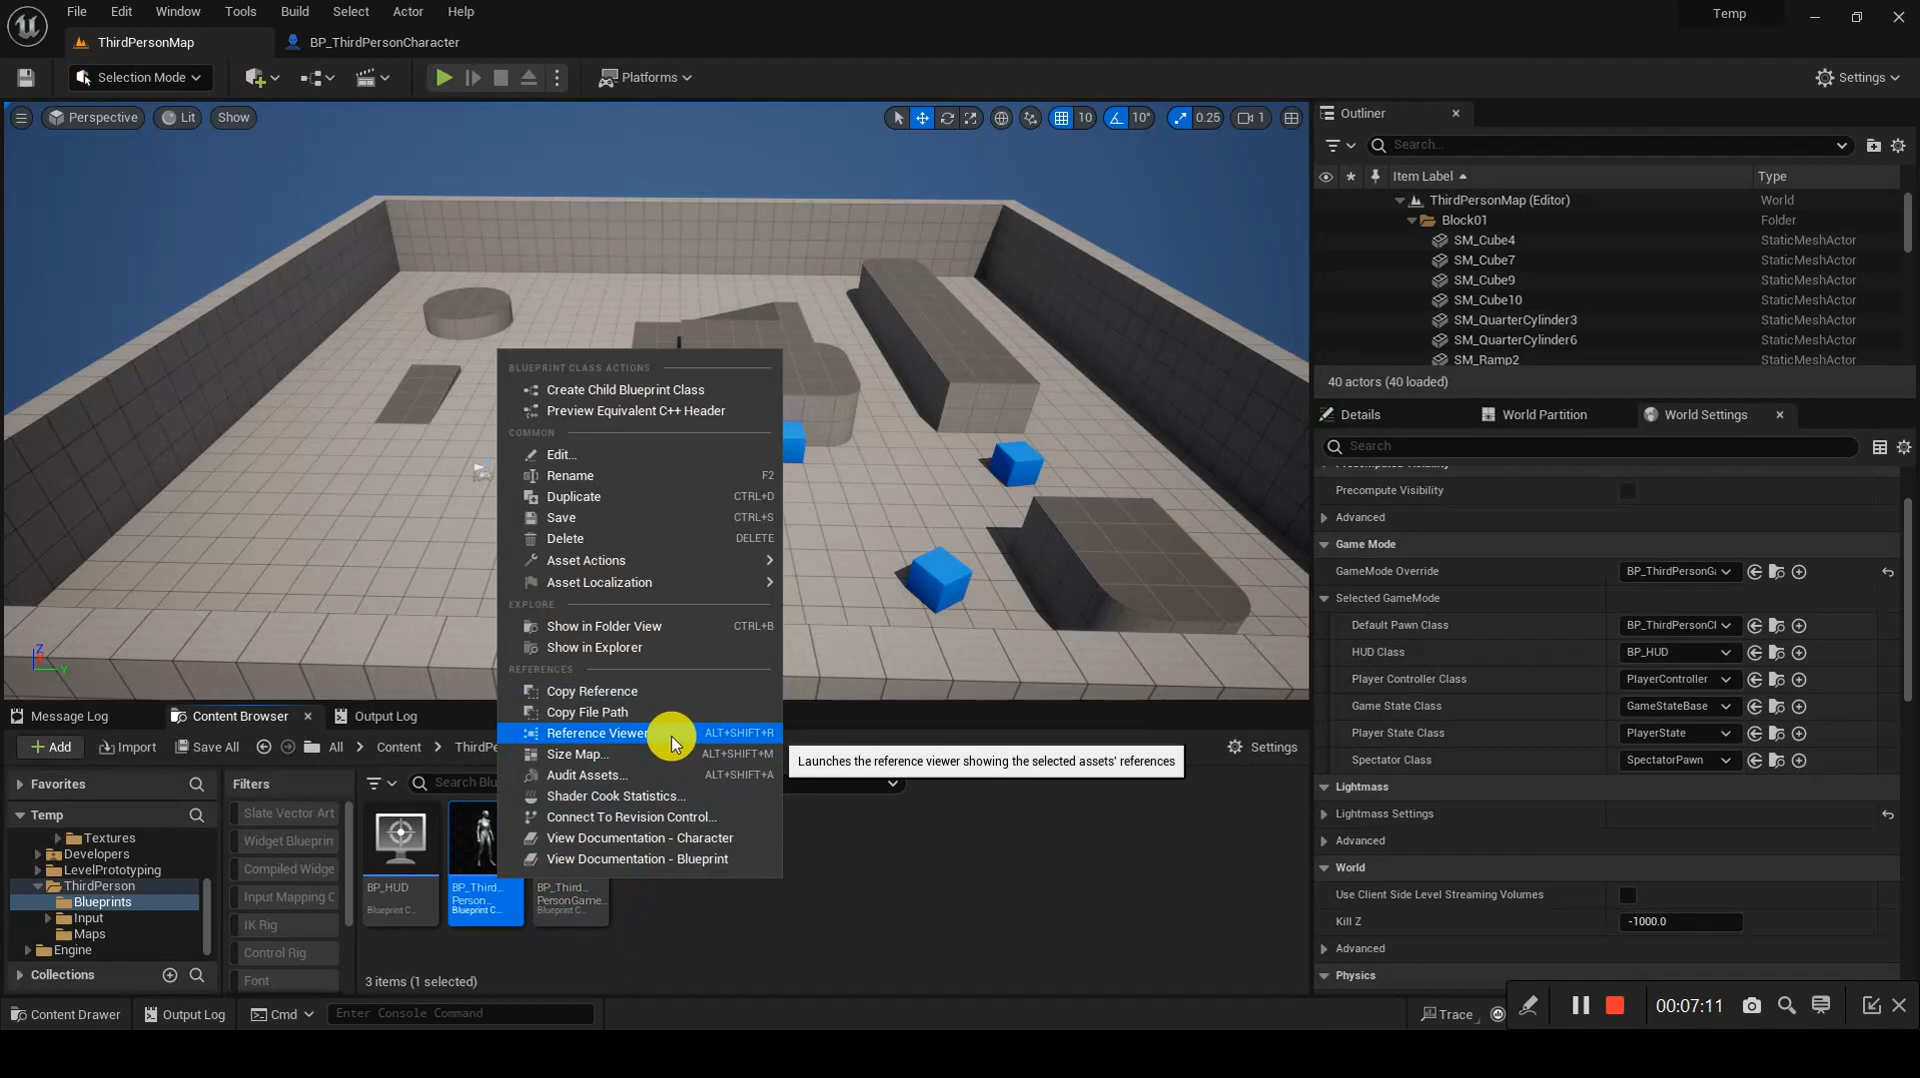 File Edit Window Tools Build Select Actor Help
Temp
ThirdPersonMap
BP_ThirdPersonCharacter
Selection Mode
Platforms
Settings
Perspective Lit Show
10 10° 0.25 1
Outliner
Search...
Item Label Type
ThirdPersonMap (Editor) World
Block01 Folder
SM_Cube4 StaticMeshActor
SM_Cube7 StaticMeshActor
SM_Cube9 StaticMeshActor
SM_Cube10 StaticMeshActor
SM_QuarterCylinder3 StaticMeshActor
SM_QuarterCylinder6 StaticMeshActor
SM_Ramp2 StaticMeshActor
40 actors (40 loaded)
Details World Partition World Settings
Search
Precomputed Visibility
Precompute Visibility
Advanced
Game Mode
GameMode Override BP_ThirdPersonGa
Selected GameMode
Default Pawn Class BP_ThirdPersonCl
HUD Class BP_HUD
Player Controller Class PlayerController
Game State Class GameStateBase
Player State Class PlayerState
Spectator Class SpectatorPawn
Lightmass
Lightmass Settings
Advanced
World
Use Client Side Level Streaming Volumes
Kill Z -1000.0
Advanced
Physics
BLUEPRINT CLASS ACTIONS
Create Child Blueprint Class
Preview Equivalent C++ Header
COMMON
Edit...
Rename F2
Duplicate CTRL+D
Save CTRL+S
Delete DELETE
Asset Actions
Asset Localization
EXPLORE
Show in Folder View CTRL+B
Show in Explorer
REFERENCES
Copy Reference
Copy File Path
Reference Viewer ALT+SHIFT+R
Size Map... ALT+SHIFT+M
Audit Assets... ALT+SHIFT+A
Shader Cook Statistics...
Connect To Revision Control...
View Documentation - Character
View Documentation - Blueprint
Launches the reference viewer showing the selected assets' references
Z
Y
Message Log Content Browser Output Log
Add Import Save All All Content ThirdPe
Settings
Favorites
Temp
Textures
Developers
LevelPrototyping
ThirdPerson
Blueprints
Input
Maps
Engine
Collections
Filters
Slate Vector Art
Widget Blueprin
Compiled Widge
Input Mapping C
IK Rig
Control Rig
Font
Search Blu
BP_HUD
Blueprint C...
BP_Third_
Person...
Blueprint C...
BP_Third_
PersonGame...
Blueprint C...
3 items (1 selected)
Content Drawer Output Log Cmd Enter Console Command
Trace
00:07:11